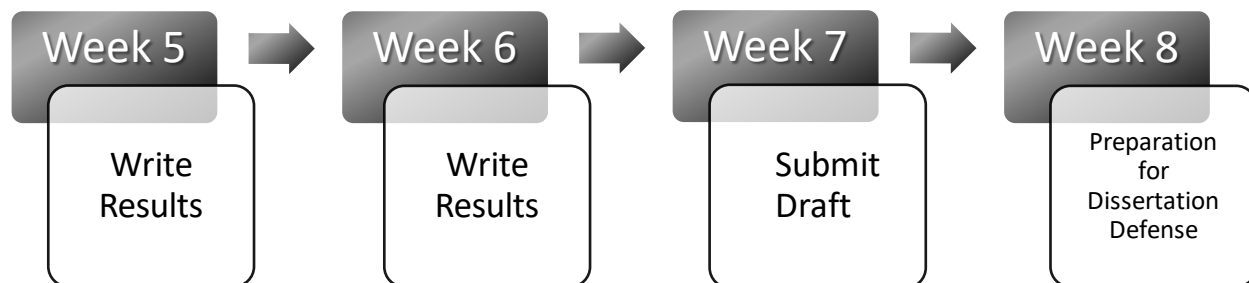 Week 5
Write
Results
Week 6
Write
Results
Week 7
Submit
Draft
Week 8
Preparation
for
Dissertation
Defense